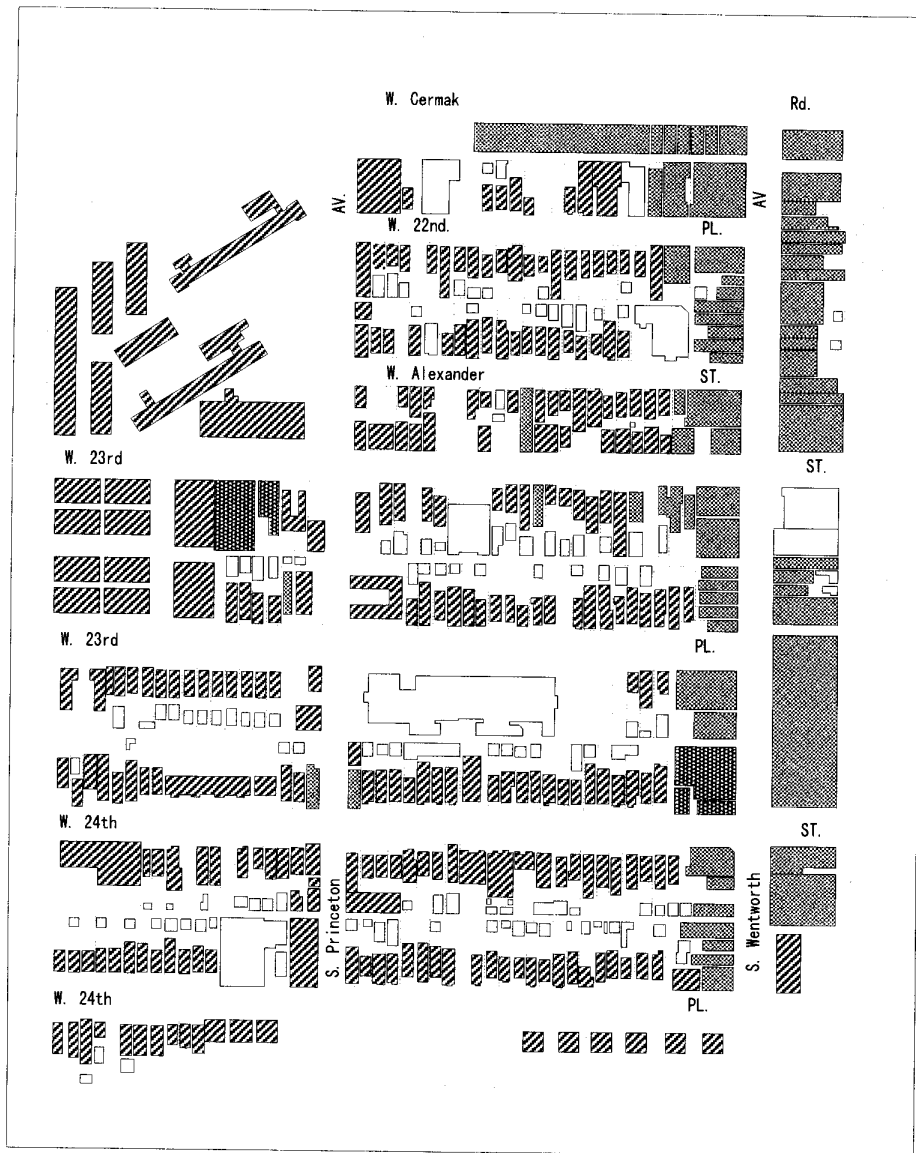 W. Cermak Rd.
AV. AV
W. 22nd. PL.
W. Alexander ST.
W. 23rd ST.
W. 23rd PL.
W. 24th ST.
S. Princeton
S. Wentworth
W. 24th PL.